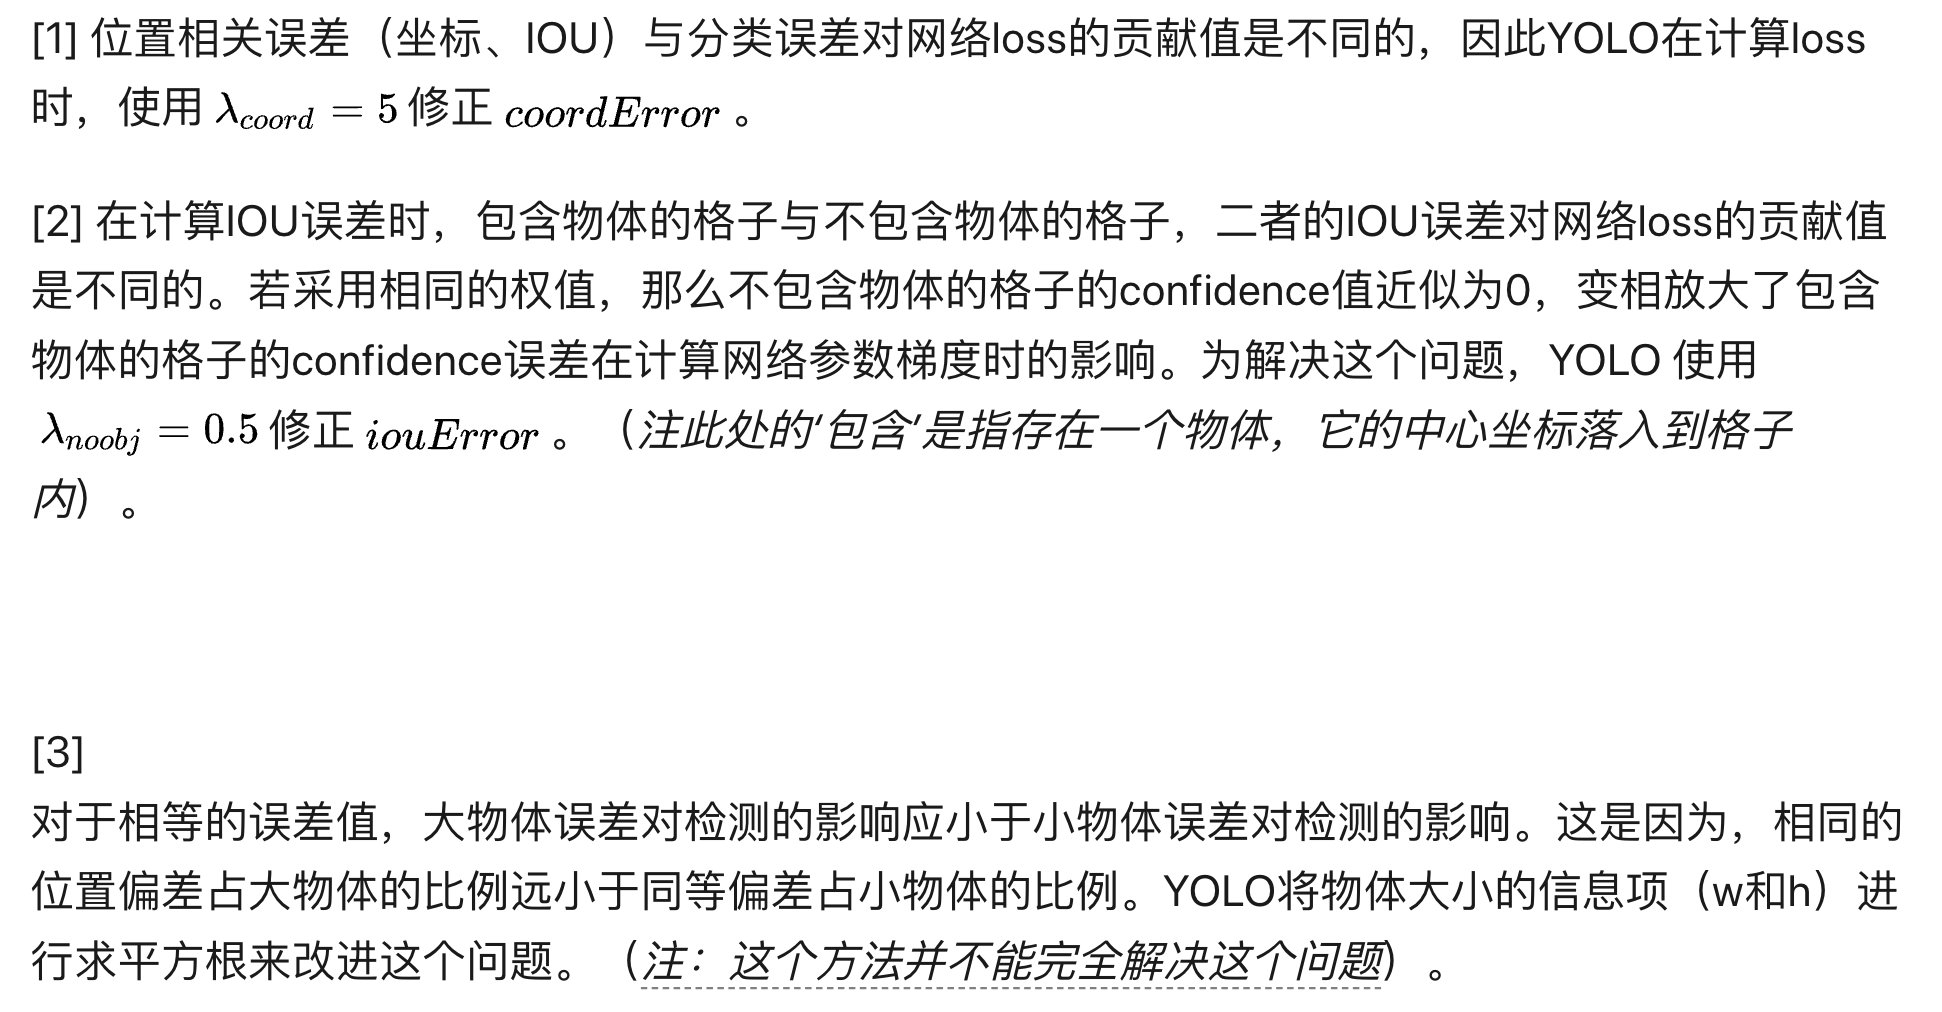 [1] 位置相关误差（坐标、IOU）与分类误差对网络loss的贡献值是不同的，因此YOLO在计算loss
时，使用 λ_{coord} = 5 修正 coordError 。
[2] 在计算IOU误差时，包含物体的格子与不包含物体的格子，二者的IOU误差对网络loss的贡献值
是不同的。若采用相同的权值，那么不包含物体的格子的confidence值近似为0，变相放大了包含
物体的格子的confidence误差在计算网络参数梯度时的影响。为解决这个问题，YOLO 使用
λ_{noobj} = 0.5 修正 iouError 。（注此处的‘包含’是指存在一个物体，它的中心坐标落入到格子
内）。
[3]
对于相等的误差值，大物体误差对检测的影响应小于小物体误差对检测的影响。这是因为，相同的
位置偏差占大物体的比例远小于同等偏差占小物体的比例。YOLO将物体大小的信息项（w和h）进
行求平方根来改进这个问题。（注：这个方法并不能完全解决这个问题）。